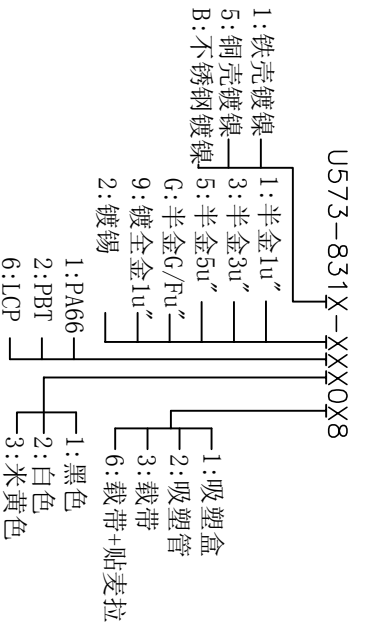 U573-831X-XXX0X8
1:铁壳镀镍
5:铜壳镀镍
B:不锈钢镀镍
1:半金1u"
3:半金3u"
5:半金5u"
G:半金G/Fu"
9:镀全金1u"
2:镀锡
1:PA66
2:PBT
6:LCP
1:黑色
2:白色
3:米黄色
1:吸塑盒
2:吸塑管
3:载带
6:载带+贴麦拉